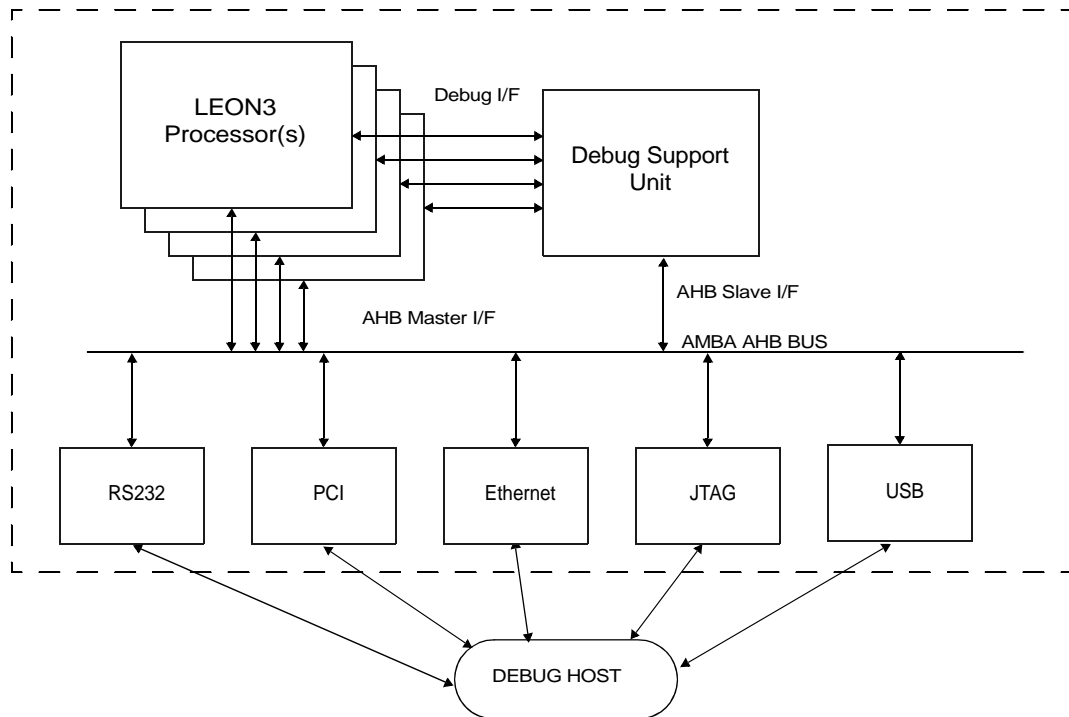 LEON3
Processor(s)
Debug I/F
Debug Support
Unit
AHB Slave I/F
AHB Master I/F
AMBA AHB BUS
RS232
PCI
Ethernet
JTAG
USB
DEBUG HOST